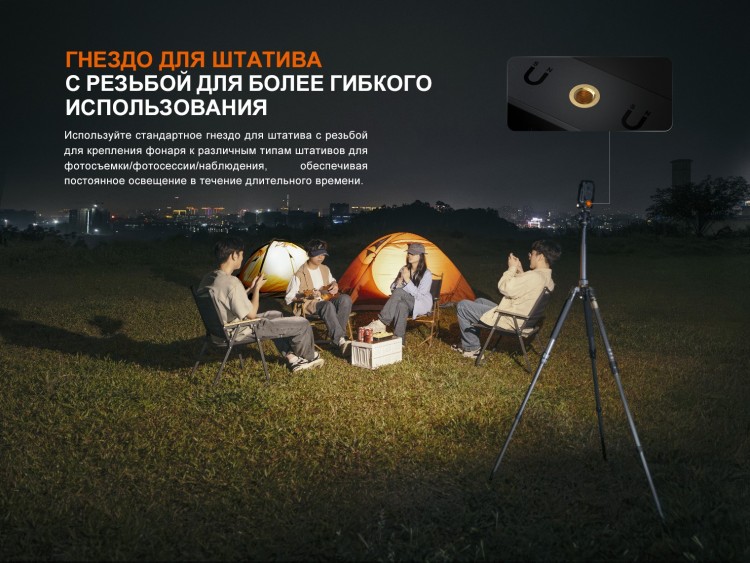 ГНЕЗДО ДЛЯ ШТАТИВА
С РЕЗЬБОЙ ДЛЯ БОЛЕЕ ГИБКОГО
ИСПОЛЬЗОВАНИЯ
Используйте стандартное гнездо для штатива с резьбой
для крепления фонаря к различным типам штативов для
фотосъемки/фотосессии/наблюдения, обеспечивая
постоянное освещение в течение длительного времени.